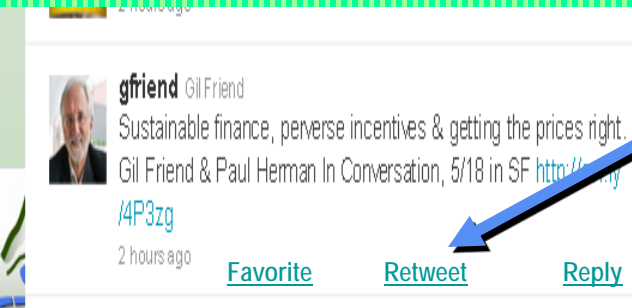 2 hours ago
gfriend Gil Friend
Sustainable finance, perverse incentives & getting the prices right.
Gil Friend & Paul Herman In Conversation, 5/18 in SF
/4P3zg
2 hours ago
Favorite Retweet Reply